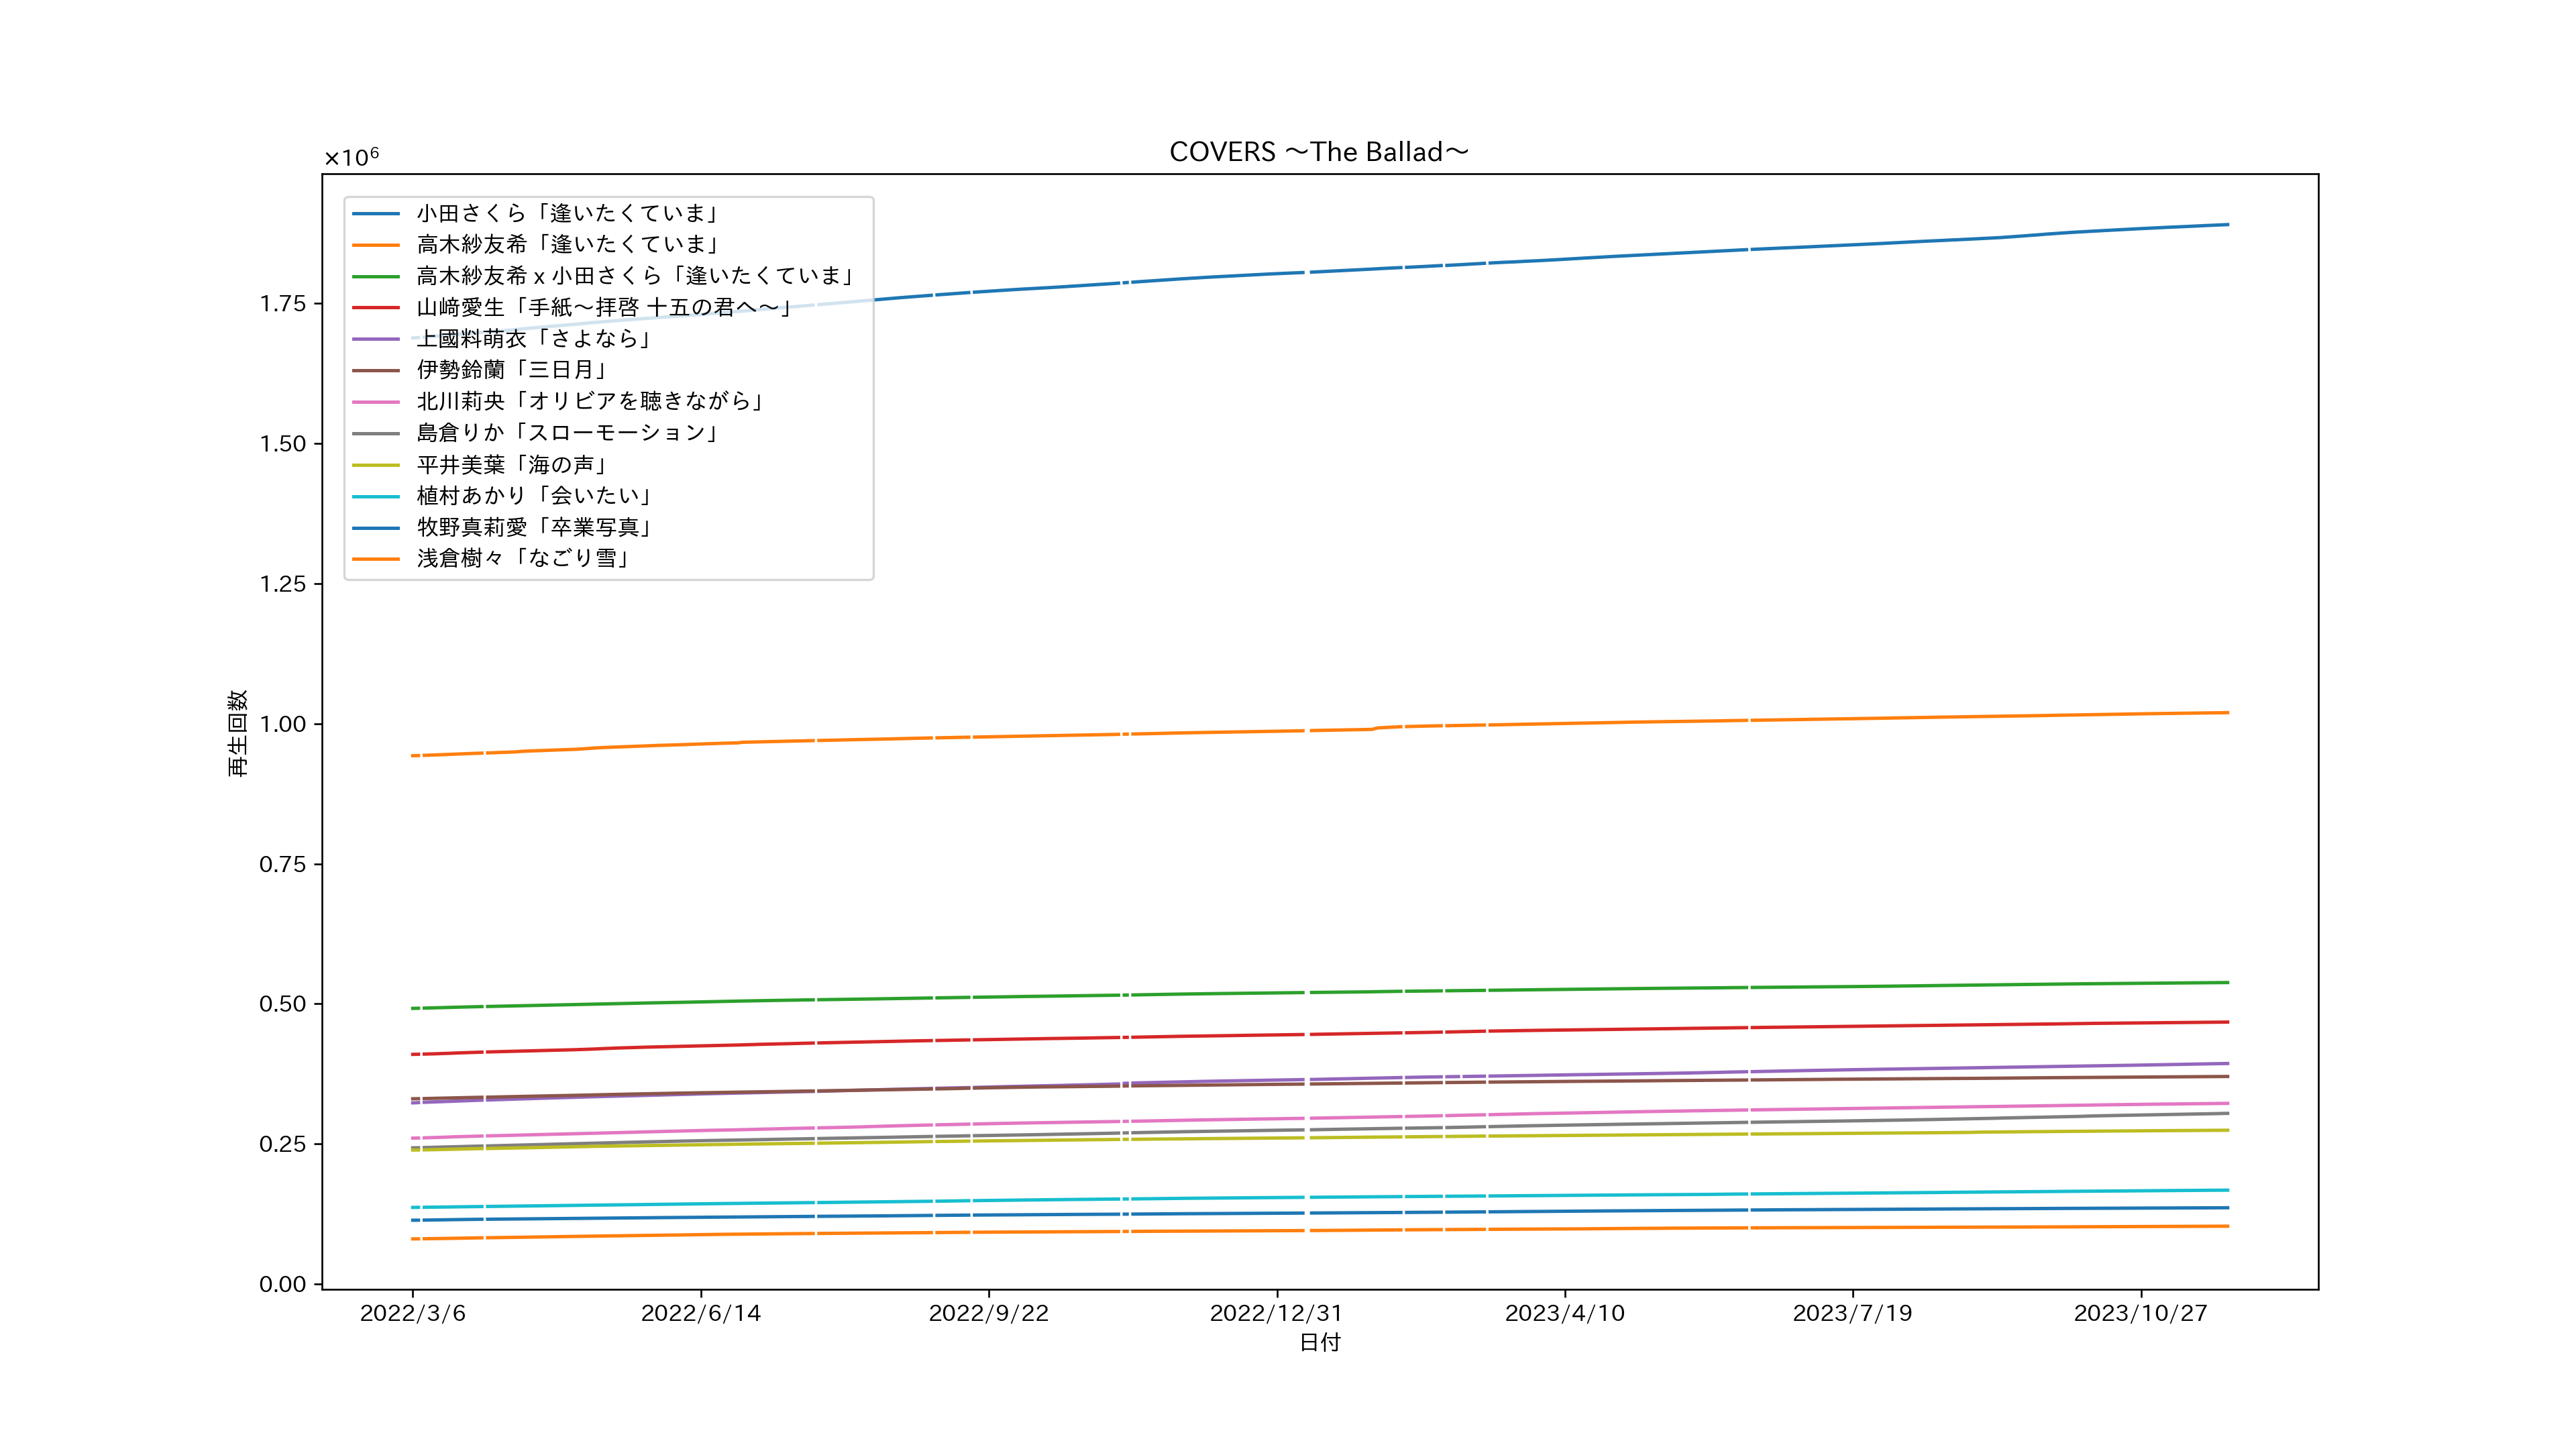 COVERS ～The Ballad～
×10⁶
小田さくら「逢いたくていま」
高木紗友希「逢いたくていま」
高木紗友希 x 小田さくら「逢いたくていま」
山﨑愛生「手紙～拝啓 十五の君へ～」
上國料萌衣「さよなら」
伊勢鈴蘭「三日月」
北川莉央「オリビアを聴きながら」
島倉りか「スローモーション」
平井美葉「海の声」
植村あかり「会いたい」
牧野真莉愛「卒業写真」
浅倉樹々「なごり雪」
1.75
1.50
1.25
1.00
0.75
0.50
0.25
0.00
再生回数
2022/3/6
2022/6/14
2022/9/22
2022/12/31
2023/4/10
2023/7/19
2023/10/27
日付